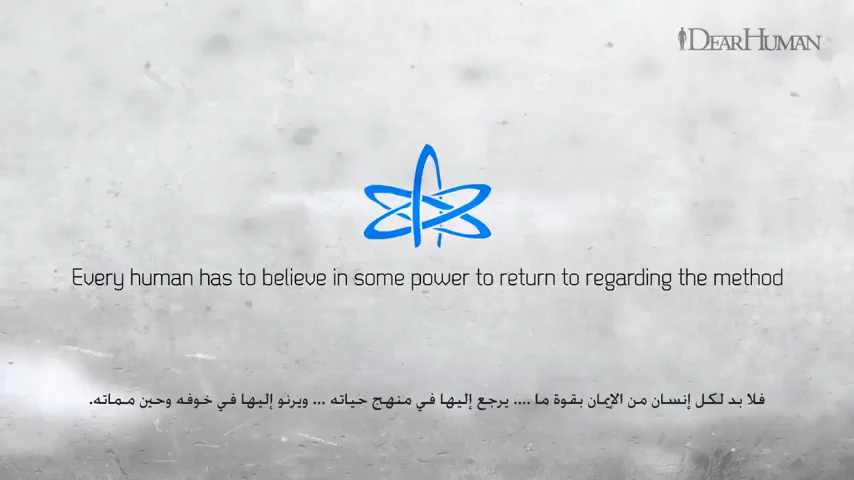 DEARHUMAN
Every human has to believe in some power to return to regarding the method
فلا بد لكل إنسان من الإيمان بقوة ما .... يرجع إليها في منهج حياته ... ويرنو إليها في خوفه وحين مماته.